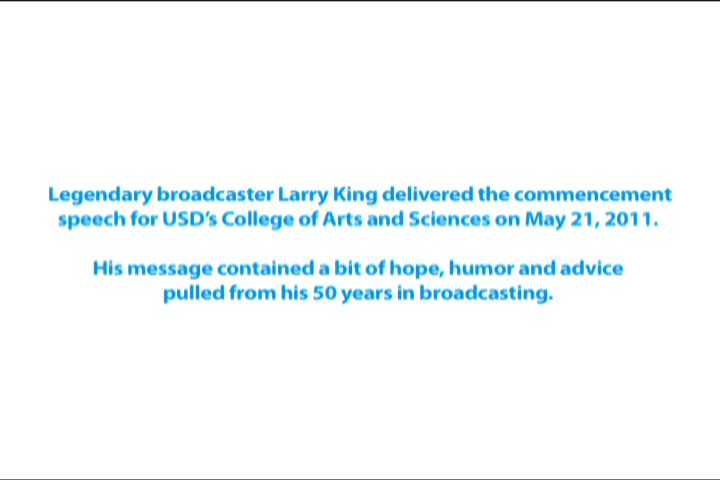 Legendary broadcaster Larry King delivered the commencement
speech for USD's College of Arts and Sciences on May 21, 2011.
His message contained a bit of hope, humor and advice
pulled from his 50 years in broadcasting.